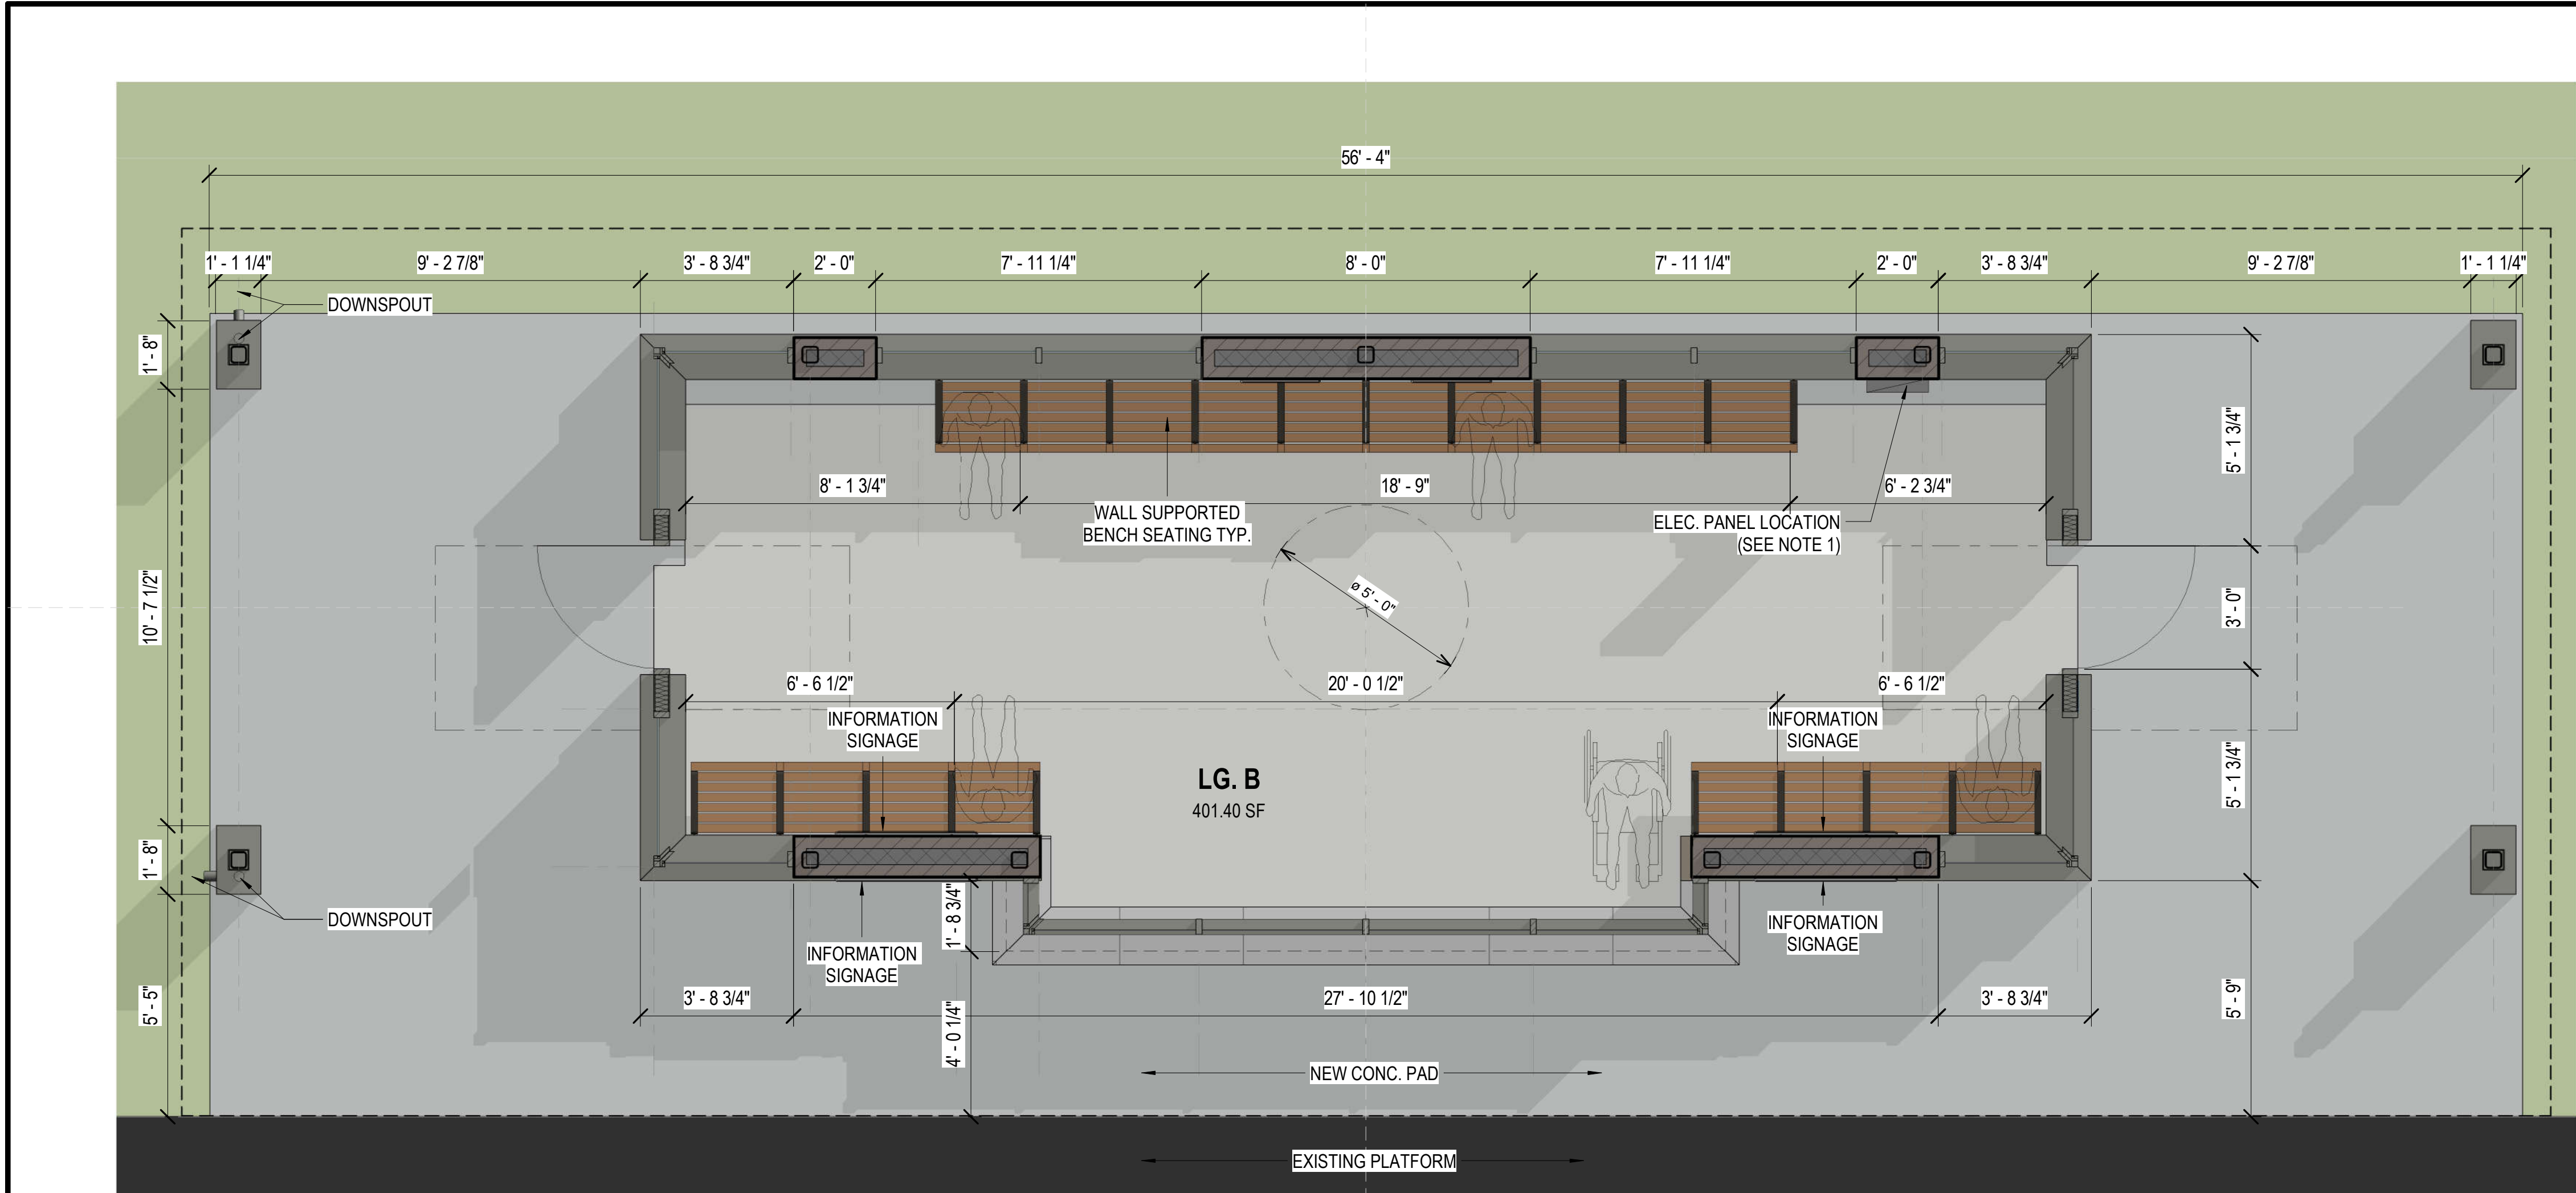 56' - 4"
1' - 1 1/4"
9' - 2 7/8"
3' - 8 3/4"
2' - 0"
7' - 11 1/4"
8' - 0"
7' - 11 1/4"
2' - 0"
3' - 8 3/4"
9' - 2 7/8"
1' - 1 1/4"
DOWNSPOUT
1' - 8"
5' - 1 3/4"
8' - 1 3/4"
18' - 9"
6' - 2 3/4"
WALL SUPPORTED
BENCH SEATING TYP.
ELEC. PANEL LOCATION
(SEE NOTE 1)
10' - 7 1/2"
ø 5' - 0"
3' - 0"
6' - 6 1/2"
20' - 0 1/2"
6' - 6 1/2"
INFORMATION
SIGNAGE
INFORMATION
SIGNAGE
LG. B
401.40 SF
5' - 1 3/4"
1' - 8"
DOWNSPOUT
1' - 8 3/4"
INFORMATION
SIGNAGE
INFORMATION
SIGNAGE
3' - 8 3/4"
27' - 10 1/2"
3' - 8 3/4"
5' - 5"
4' - 0 1/4"
5' - 9"
NEW CONC. PAD
EXISTING PLATFORM